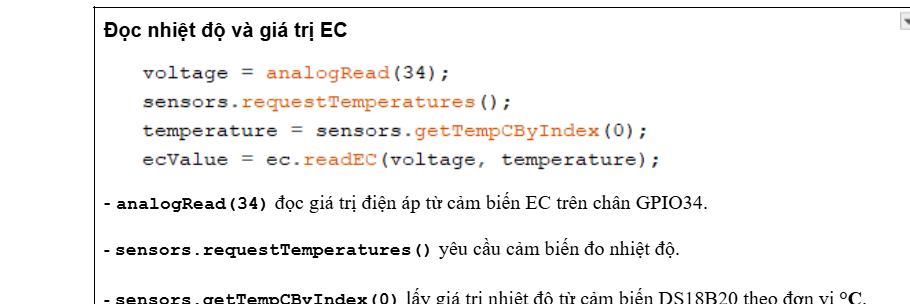 Đọc nhiệt độ và giá trị EC
voltage = analogRead(34);
sensors.requestTemperatures();
temperature = sensors.getTempCByIndex(0);
ecValue = ec.readEC(voltage, temperature);
- analogRead(34) đọc giá trị điện áp từ cảm biến EC trên chân GPIO34.
- sensors.requestTemperatures() yêu cầu cảm biến đo nhiệt độ.
- sensors.getTempCByIndex(0) lấy giá trị nhiệt độ từ cảm biến DS18B20 theo đơn vị °C.